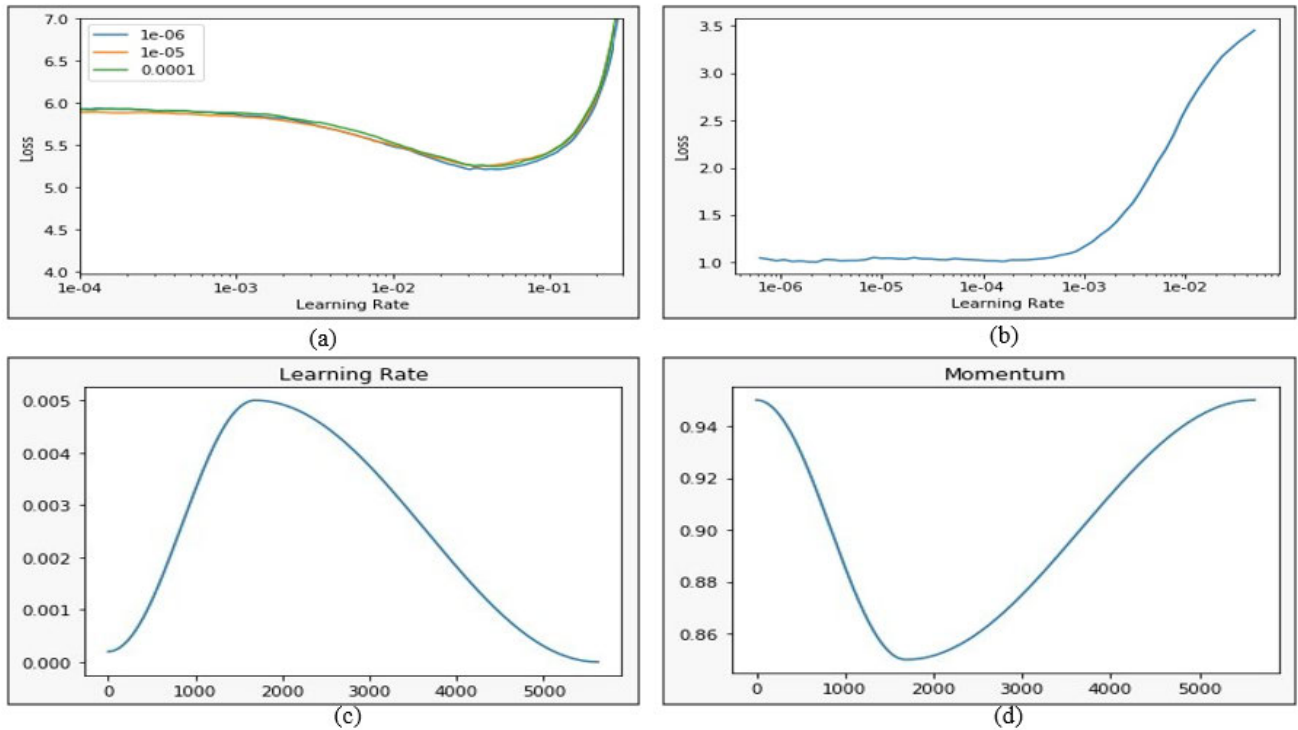 7.0
6.5
6.0
5.5
5.0
4.5
4.0
Loss
1e-06
1e-05
0.0001
1e-04 1e-03 1e-02 1e-01
Learning Rate
(a)
3.5
3.0
2.5
2.0
1.5
1.0
Loss
1e-06 1e-05 1e-04 1e-03 1e-02
Learning Rate
(b)
Learning Rate
0.005
0.004
0.003
0.002
0.001
0.000
0 1000 2000 3000 4000 5000
(c)
Momentum
0.94
0.92
0.90
0.88
0.86
0 1000 2000 3000 4000 5000
(d)